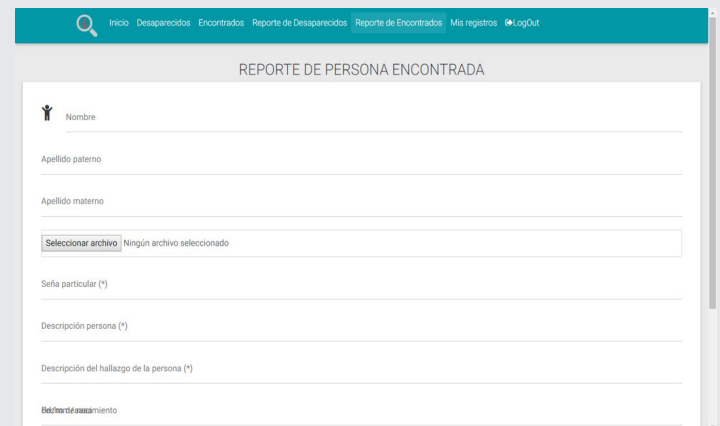 Inicio Desaparecidos Encontrados Reporte de Desaparecidos Reporte de Encontrados Mis registros LogOut
REPORTE DE PERSONA ENCONTRADA
Nombre
Apellido paterno
Apellido materno
Seleccionar archivo Ningún archivo seleccionado
Seña particular (*)
Descripción persona (*)
Descripción del hallazgo de la persona (*)